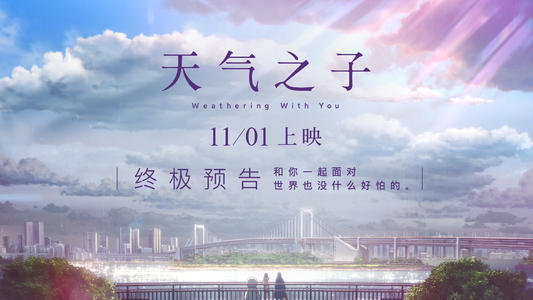 天气之子
Weathering With You
11/01 上映
终极预告
和你一起面对
世界也没什么好怕的。